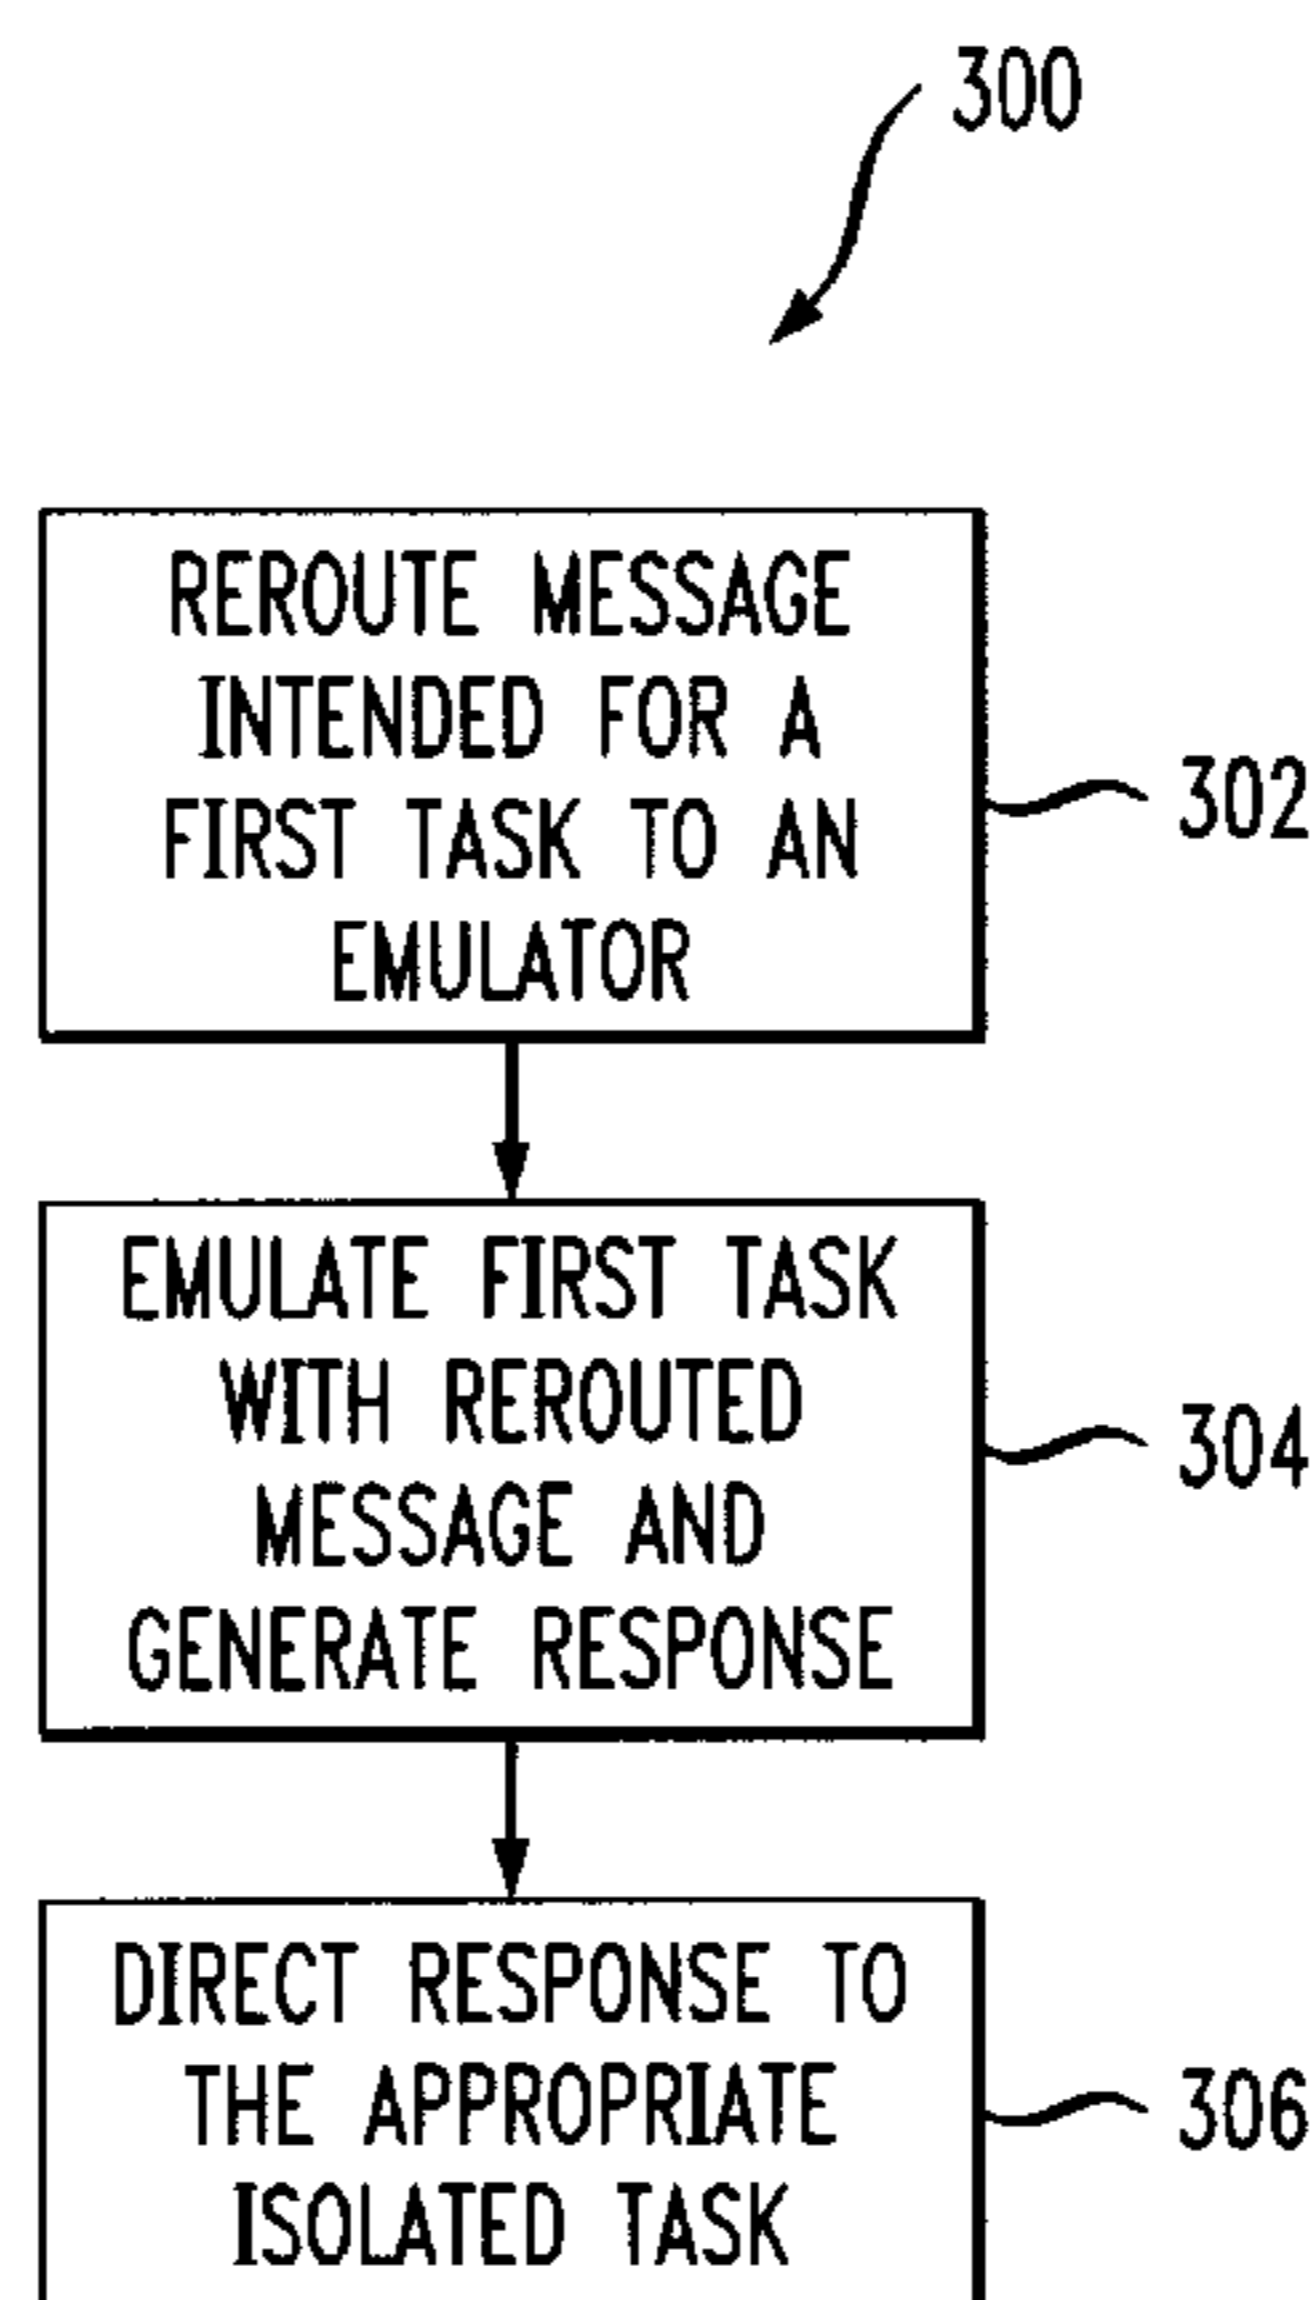 300
REROUTE MESSAGE
INTENDED FOR A
FIRST TASK TO AN
EMULATOR
302
EMULATE FIRST TASK
WITH REROUTED
MESSAGE AND
GENERATE RESPONSE
304
DIRECT RESPONSE TO
THE APPROPRIATE
ISOLATED TASK
306